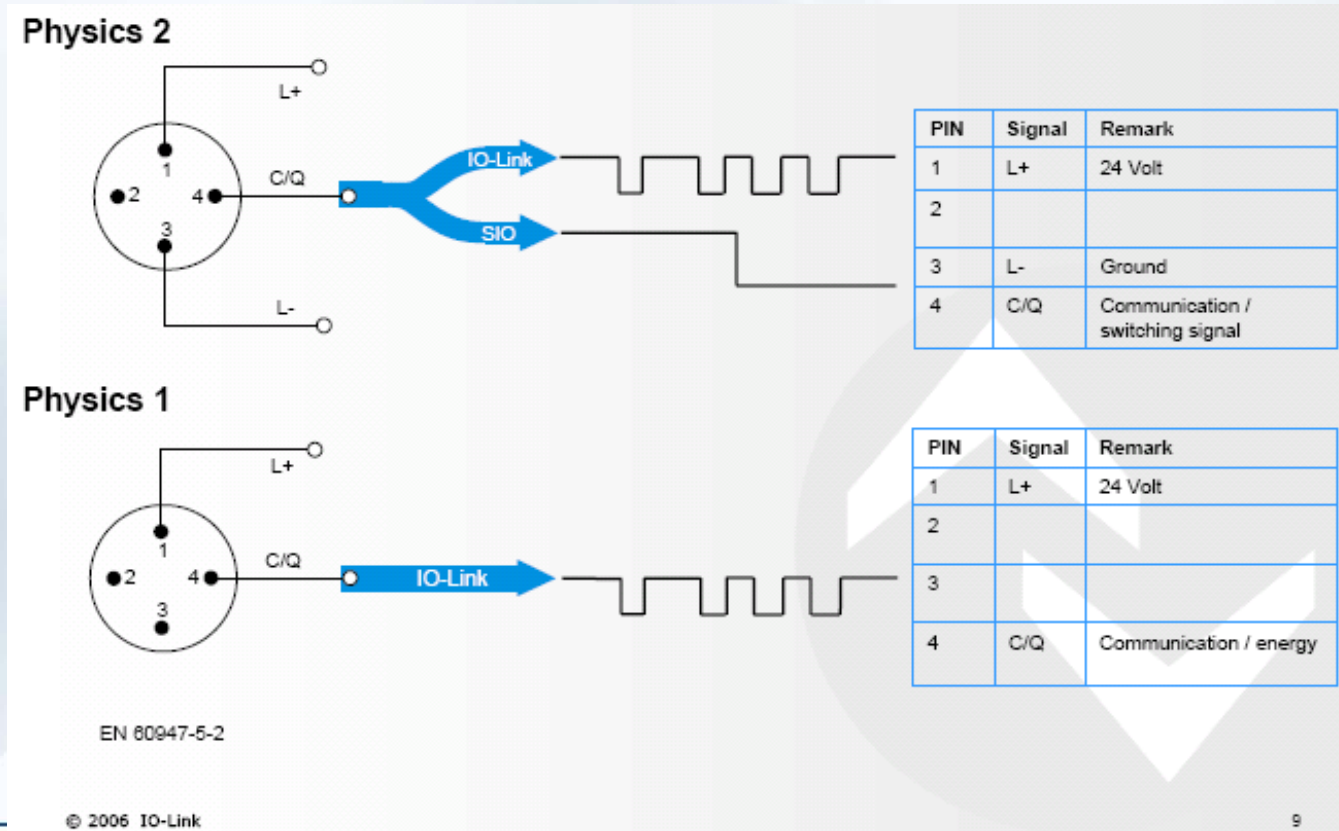 Physics 2
L+
1
2
4
3
C/Q
IO-Link
SIO
L-
PIN Signal Remark
1 L+ 24 Volt
2
3 L- Ground
4 C/Q Communication /
switching signal
Physics 1
L+
1
2
4
3
C/Q
IO-Link
PIN Signal Remark
1 L+ 24 Volt
2
3
4 C/Q Communication / energy
EN 60947-5-2
© 2006 IO-Link
9